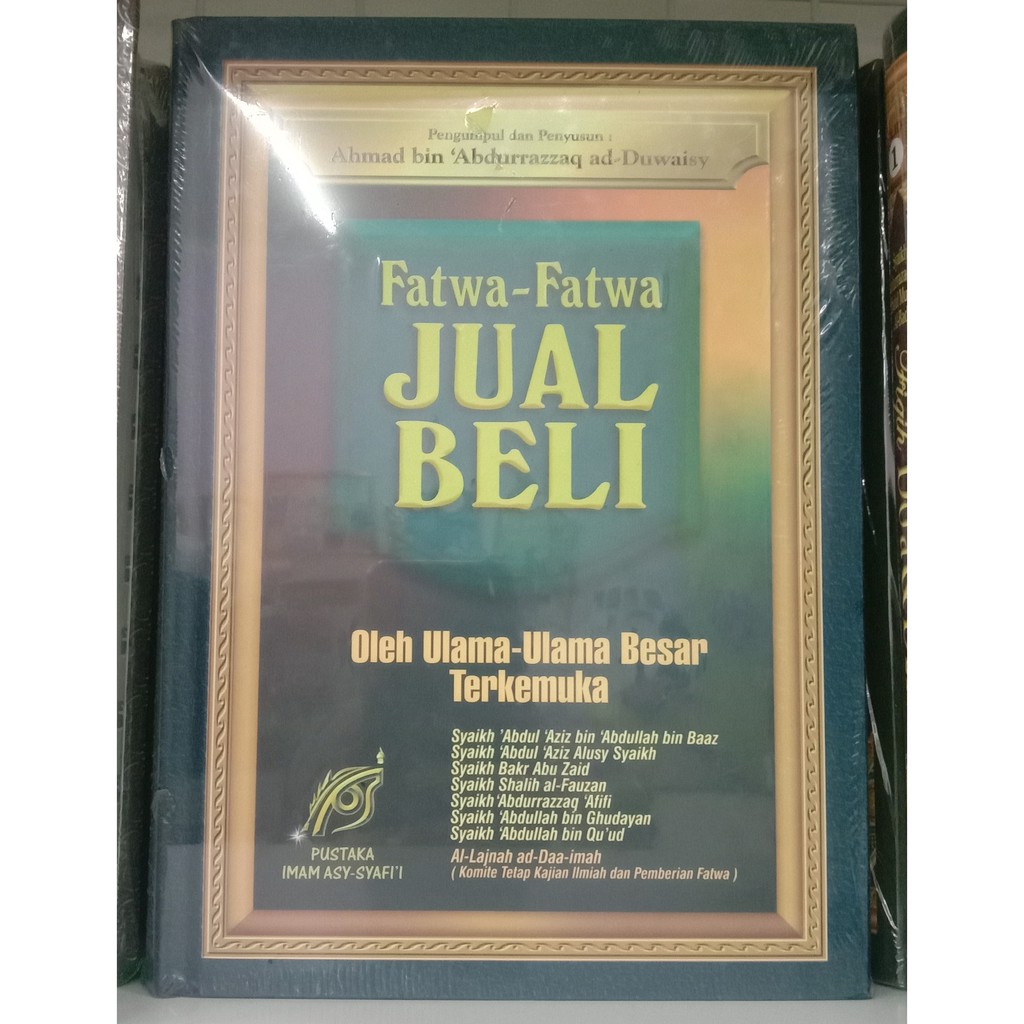 Pengumpul dan Penyusun :
Ahmad bin 'Abdurrazzaq ad-Duwaisy
Fatwa-Fatwa
JUAL
BELI
Oleh Ulama-Ulama Besar
Terkemuka
Syaikh 'Abdul 'Aziz bin 'Abdullah bin Baaz
Syaikh 'Abdul 'Aziz Alusy Syaikh
Syaikh Bakr Abu Zaid
Syaikh Shalih al-Fauzan
Syaikh 'Abdurrazzaq 'Afifi
Syaikh 'Abdullah bin Ghudayan
Syaikh 'Abdullah bin Qu'ud
Al-Lajnah ad-Daa-imah
( Komite Tetap Kajian Ilmiah dan Pemberian Fatwa )
PUSTAKA
IMAM ASY-SYAFI'I
1